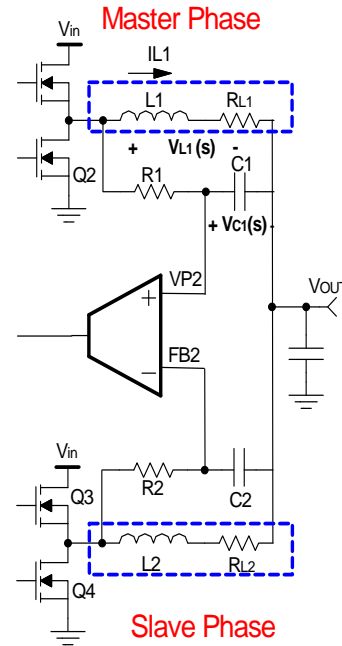 Master Phase
Vin
IL1
L1
RL1
+ VL1(s) -
Q2
R1
C1
+ VC1(s) -
VP2
+
VOUT
FB2
−
Vin
Q3
R2
C2
L2
RL2
Q4
Slave Phase